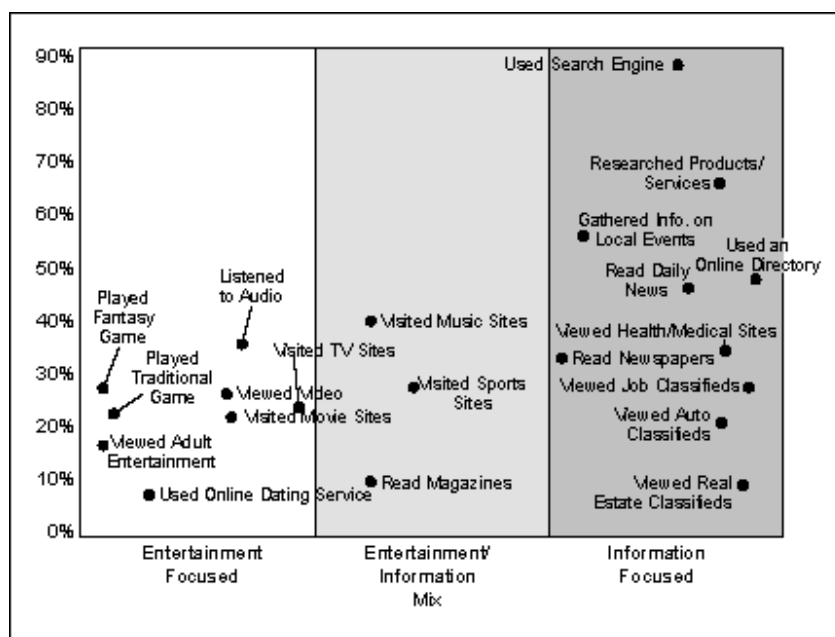 90%
80%
70%
60%
50%
40%
30%
20%
10%
0%
Used Search Engine
Researched Products/
Services
Gathered Info. on
Local Events
Used an
Online Directory
Read Daily
News
Listened
to Audio
Played
Fantasy
Game
Played
Traditional
Game
Visited TV Sites
Visited Music Sites
Viewed Health/Medical Sites
Read Newspapers
Viewed Video
Visited Movie Sites
Visited Sports
Sites
Viewed Job Classifieds
Viewed Auto
Classifieds
Viewed Adult
Entertainment
Used Online Dating Service
Read Magazines
Viewed Real
Estate Classifieds
Entertainment
Focused
Entertainment/
Information
Mix
Information
Focused